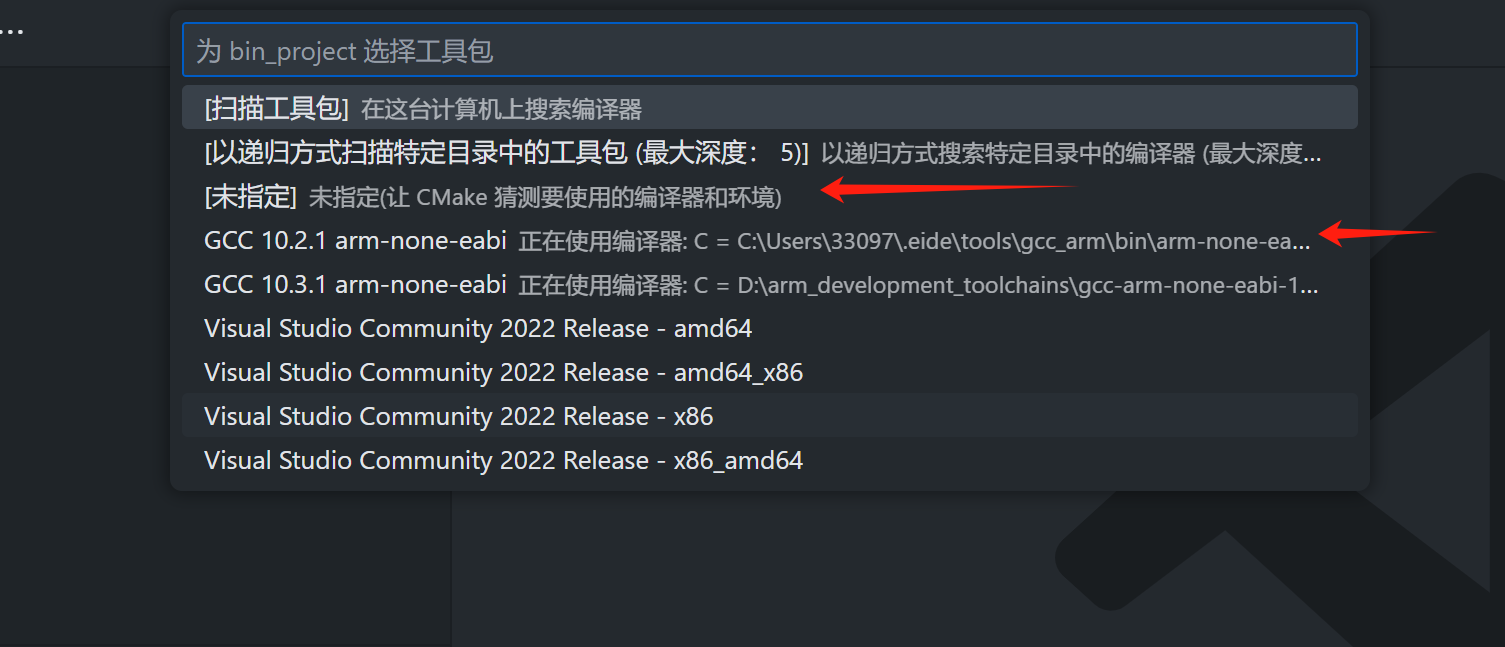 ...
为 bin_project 选择工具包
[扫描工具包] 在这台计算机上搜索编译器
[以递归方式扫描特定目录中的工具包 (最大深度： 5)] 以递归方式搜索特定目录中的编译器 (最大深度...
[未指定] 未指定(让 CMake 猜测要使用的编译器和环境)
GCC 10.2.1 arm-none-eabi 正在使用编译器: C = C:\Users\33097\.eide\tools\gcc_arm\bin\arm-none-ea...
GCC 10.3.1 arm-none-eabi 正在使用编译器: C = D:\arm_development_toolchains\gcc-arm-none-eabi-1...
Visual Studio Community 2022 Release - amd64
Visual Studio Community 2022 Release - amd64_x86
Visual Studio Community 2022 Release - x86
Visual Studio Community 2022 Release - x86_amd64